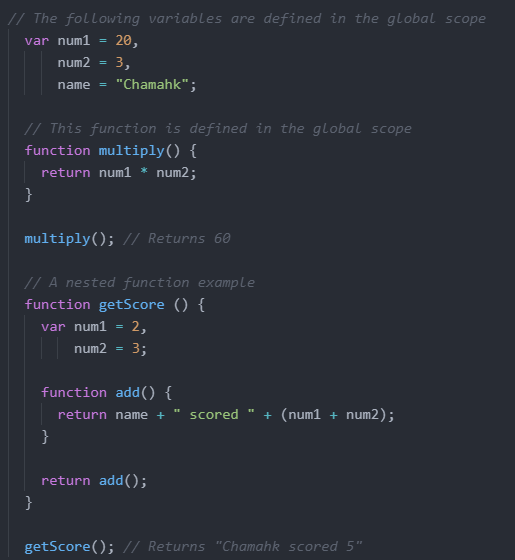 // The following variables are defined in the global scope
var num1 = 20,
num2 = 3,
name = "Chamahk";
// This function is defined in the global scope
function multiply() {
return num1 * num2;
}
multiply(); // Returns 60
// A nested function example
function getScore () {
var num1 = 2,
num2 = 3;
function add() {
return name + " scored " + (num1 + num2);
}
return add();
}
getScore(); // Returns "Chamahk scored 5"